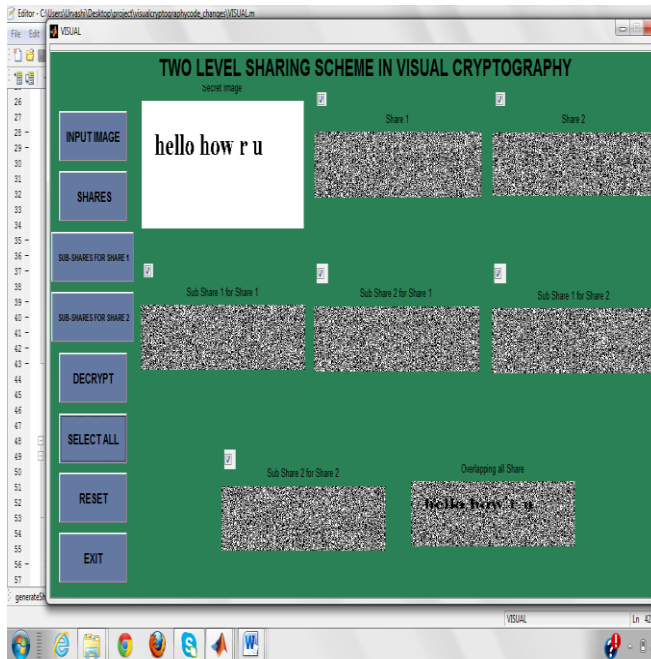 Editor - C:\Users\Urvashi\Desktop\project\visualcryptographycode_changes\VISUAL.m
File Edit
VISUAL
TWO LEVEL SHARING SCHEME IN VISUAL CRYPTOGRAPHY
INPUT IMAGE
SHARES
SUB-SHARES FOR SHARE 1
SUB-SHARES FOR SHARE 2
DECRYPT
SELECT ALL
RESET
EXIT
Secret Image
hello how r u
Share 1
Share 2
Sub Share 1 for Share 1
Sub Share 2 for Share 1
Sub Share 1 for Share 2
Sub Share 2 for Share 2
Overlapping all Share
hello how r u
26
27
28 -
29 -
30
31
32
33
34
35 -
36 -
37
38
39
40 -
41 -
42 -
43 -
44
45
46
47
48
49
50
51
52
53
54
55
56 -
57
generateSh
VISUAL
Ln 42